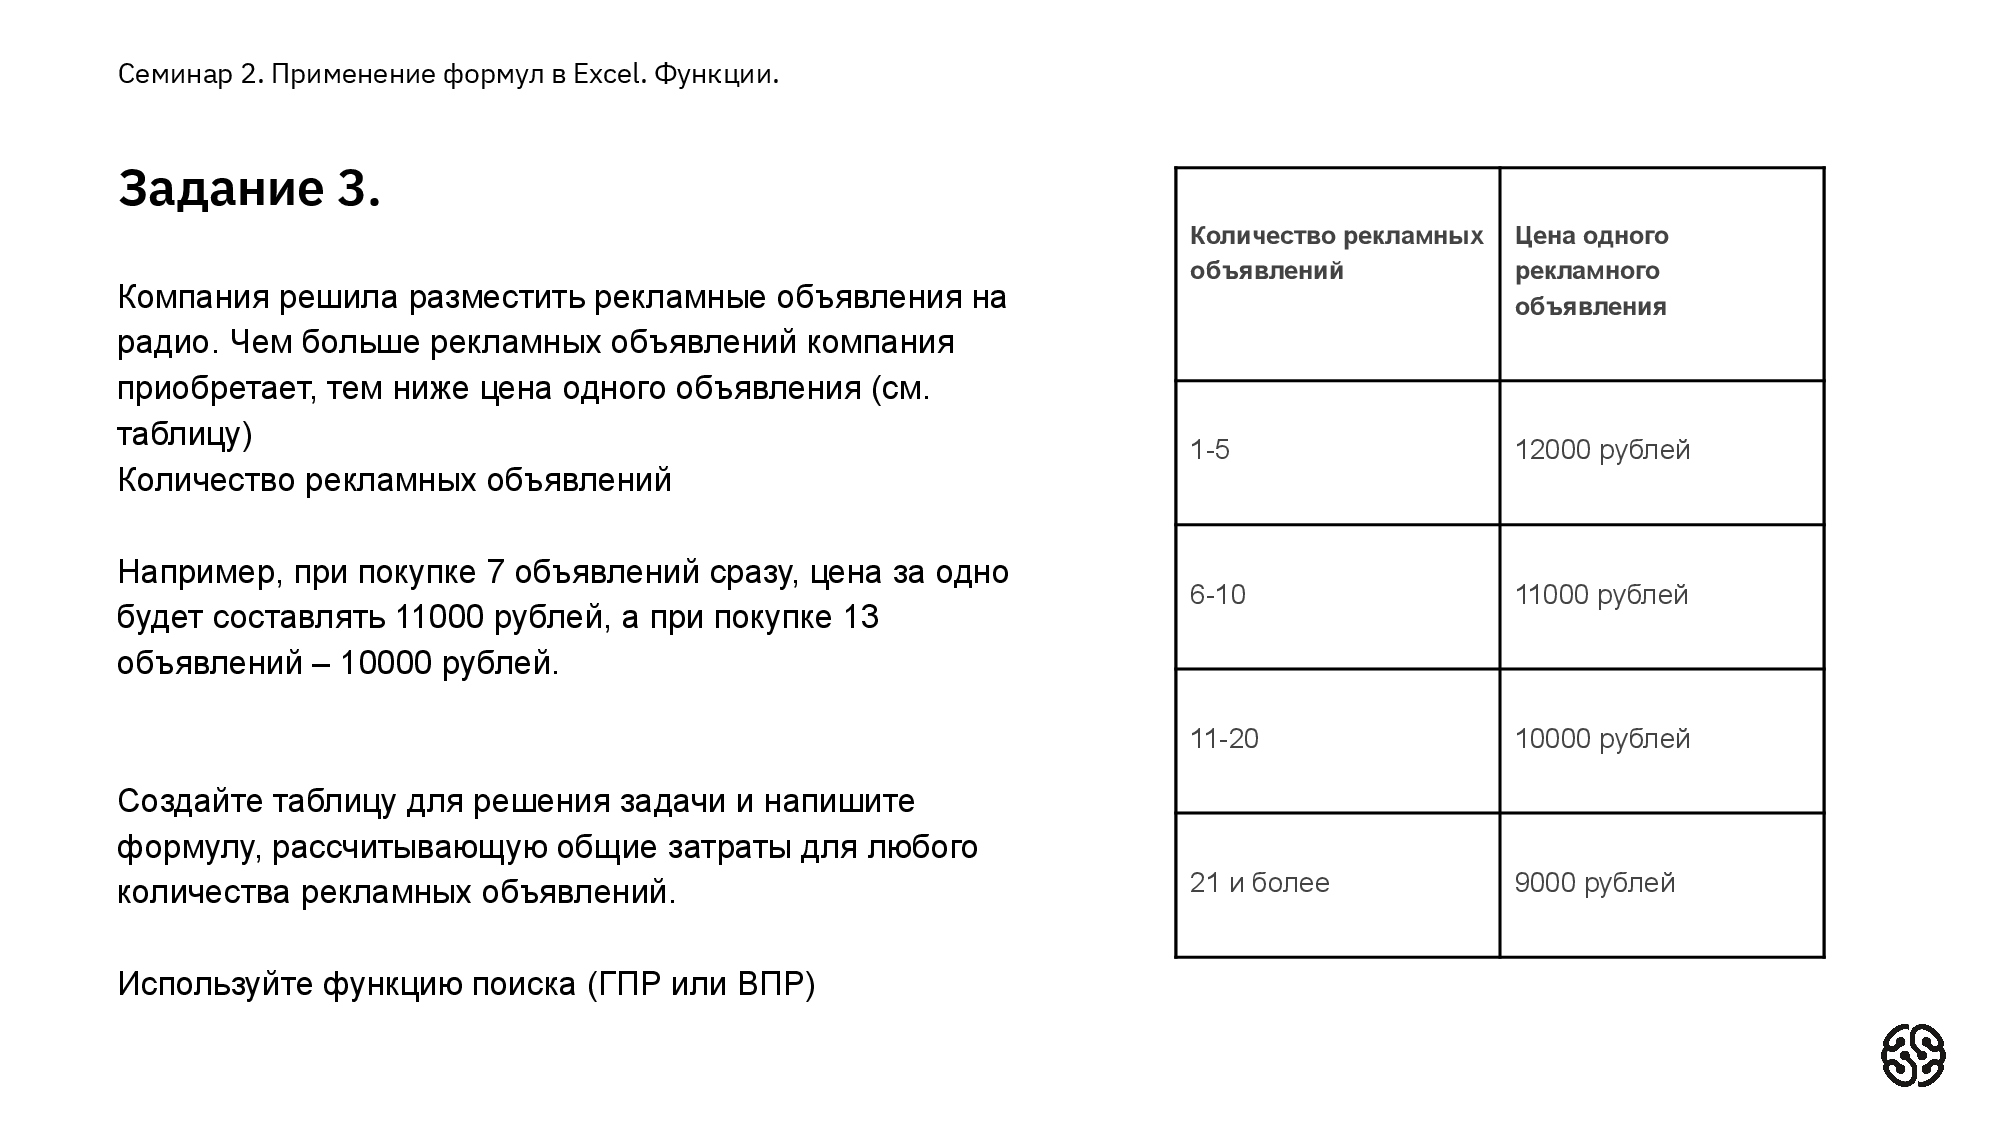 Семинар 2. Применение формул в Excel. Функции.
Задание 3.
Компания решила разместить рекламные объявления на
радио. Чем больше рекламных объявлений компания
приобретает, тем ниже цена одного объявления (см.
таблицу)
Количество рекламных объявлений
Например, при покупке 7 объявлений сразу, цена за одно
будет составлять 11000 рублей, а при покупке 13
объявлений – 10000 рублей.
Создайте таблицу для решения задачи и напишите
формулу, рассчитывающую общие затраты для любого
количества рекламных объявлений.
Используйте функцию поиска (ГПР или ВПР)
Количество рекламных
объявлений
Цена одного
рекламного
объявления
1-5
12000 рублей
6-10
11000 рублей
11-20
10000 рублей
21 и более
9000 рублей